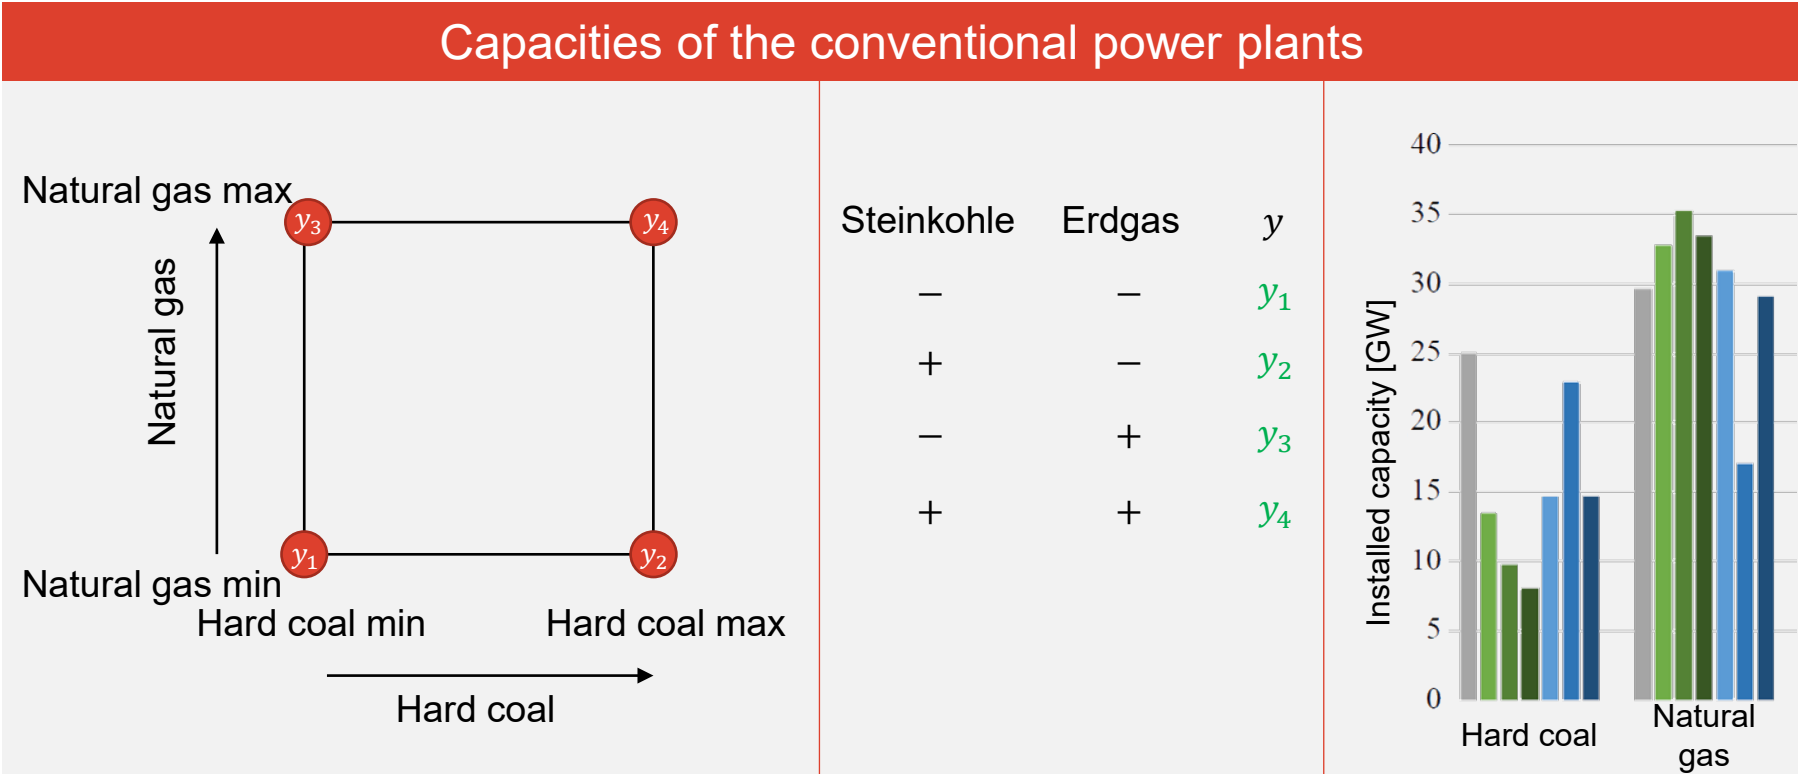 Capacities of the conventional power plants
Natural gas max
y₃
y₄
Natural gas
y₁
y₂
Natural gas min
Hard coal min
Hard coal max
Hard coal
Steinkohle Erdgas y
− − y₁
+ − y₂
− + y₃
+ + y₄
Installed capacity [GW]
40
35
30
25
20
15
10
5
0
Hard coal
Natural
gas